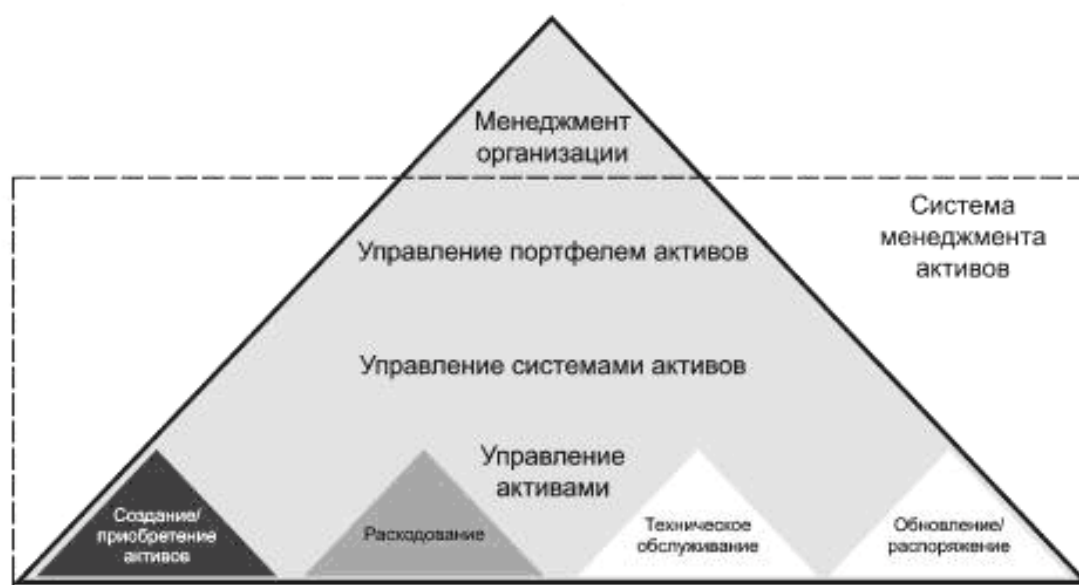 Менеджмент
организации
Система
менеджмента
активов
Управление портфелем активов
Управление системами активов
Управление
активами
Создание/
приобретение
активов
Расходование
Техническое
обслуживание
Обновление/
распоряжение